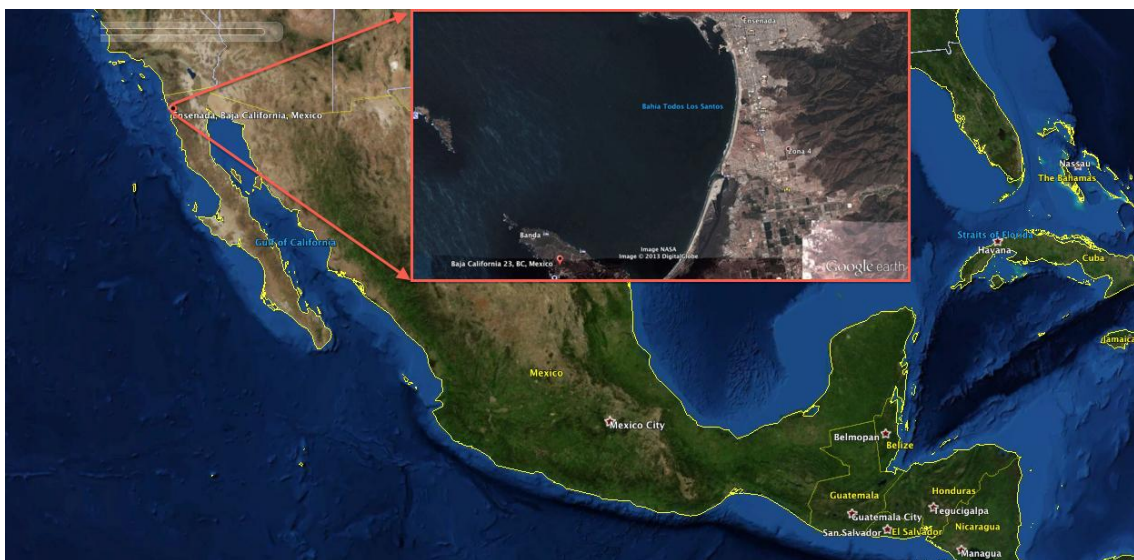 Ensenada
Bahia Todos Los Santos
Zona 4
Banda
Image NASA
Image © 2013 DigitalGlobe
Baja California 23, BC, Mexico
Google earth
Ensenada, Baja California, Mexico
Gulf of California
Nassau
The Bahamas
Straits of Florida
Havana
Cuba
Jamaica
Mexico
Mexico City
Belmopan
Belize
Guatemala
Honduras
Guatemala City
Tegucigalpa
San Salvador
El Salvador
Nicaragua
Managua